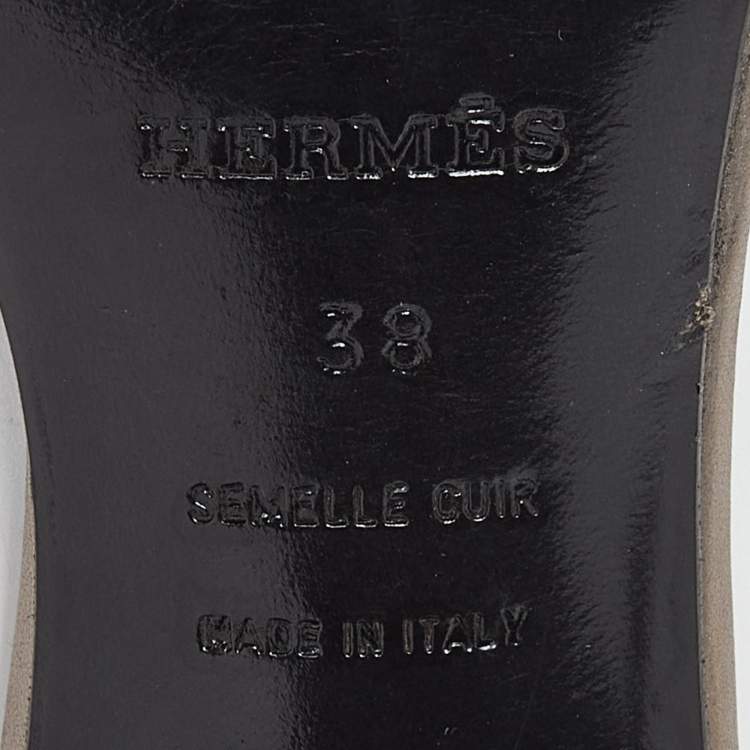 HERMÈS
38
SEMELLE CUIR
MADE IN ITALY